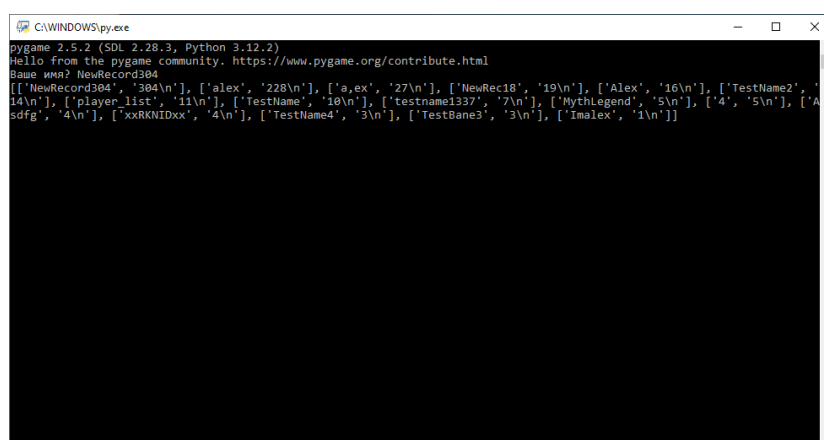 C:\WINDOWS\py.exe
pygame 2.5.2 (SDL 2.28.3, Python 3.12.2)
Hello from the pygame community. https://www.pygame.org/contribute.html
Ваше имя? NewRecord304
[['NewRecord304', '304\n'], ['alex', '228\n'], ['a,ex', '27\n'], ['NewRec18', '19\n'], ['Alex', '16\n'], ['TestName2', '
14\n'], ['player_list', '11\n'], ['TestName', '10\n'], ['testname1337', '7\n'], ['MythLegend', '5\n'], ['4', '5\n'], ['A
sdfg', '4\n'], ['xxRKNIDxx', '4\n'], ['TestName4', '3\n'], ['TestBane3', '3\n'], ['Imalex', '1\n']]